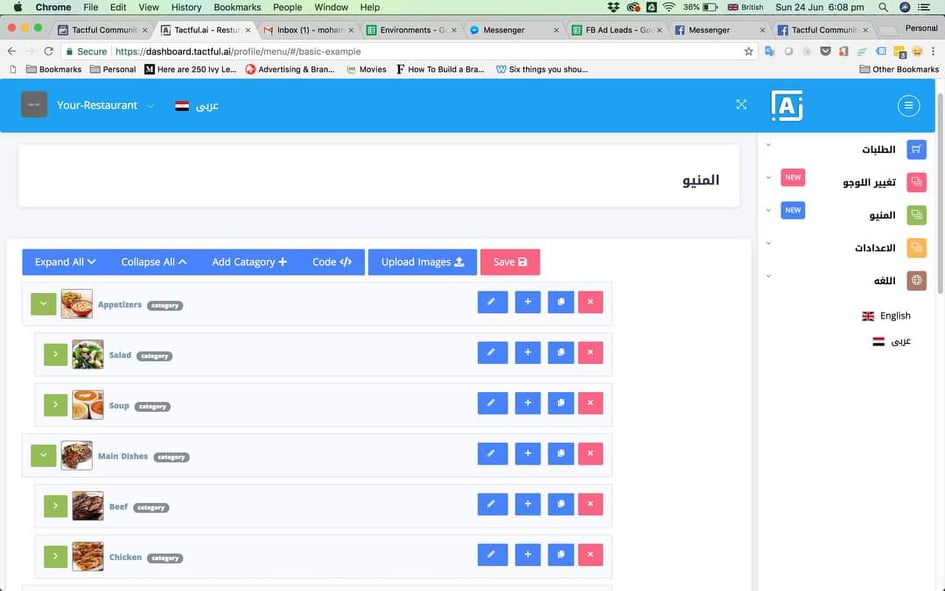 Chrome File Edit View History Bookmarks People Window Help 36% British Sun 24 Jun 6:08 pm
Tactful Communit Tactful.ai - Restur Inbox (1) - moham Environments - Go Messenger FB Ad Leads - Goo Messenger Tactful Communit Personal
Secure https://dashboard.tactful.ai/profile/menu/#/basic-example
Bookmarks Personal Here are 250 Ivy Le... Advertising & Bran... Movies How To Build a Bra... Six things you shou... Other Bookmarks
Your-Restaurant عربى
المنيو
Expand All Collapse All Add Catagory Code Upload Images Save
Appetizers category
Salad category
Soup category
Main Dishes category
Beef category
Chicken category
الطلبات
تغيير اللوجو NEW
المنيو NEW
الاعدادات
اللغه
English
عربى